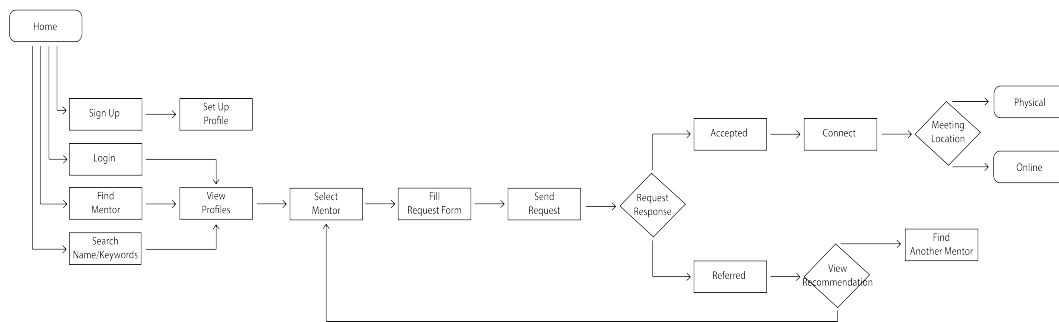 Home
Sign Up
Set Up
Profile
Login
Find
Mentor
View
Profiles
Search
Name/Keywords
Select
Mentor
Fill
Request Form
Send
Request
Request
Response
Accepted
Connect
Meeting
Location
Physical
Online
Referred
View
Recommendation
Find
Another Mentor